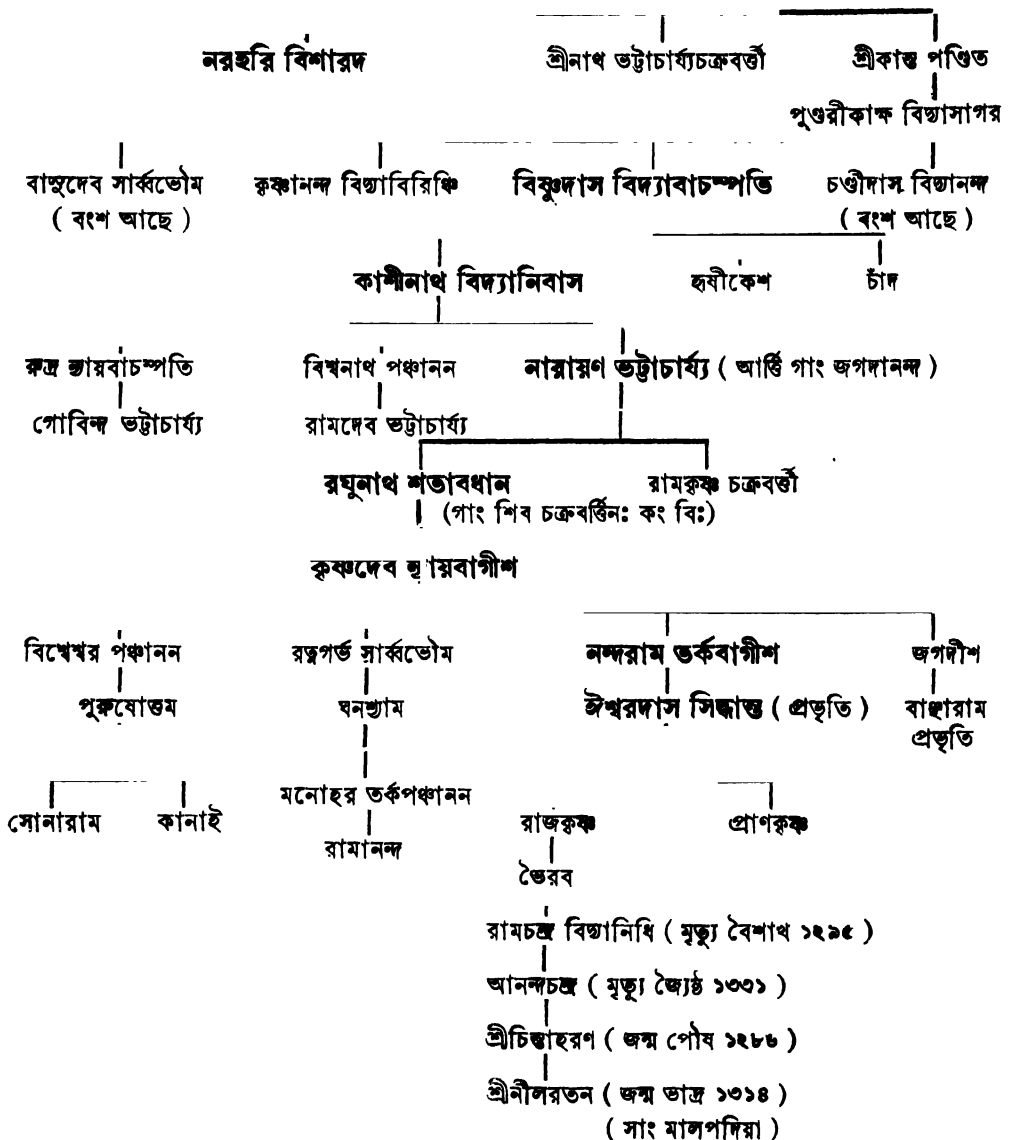 নরহরি বিশারদ শ্রীনাথ ভট্টাচার্য্যচক্রবর্ত্তী শ্রীকান্ত পণ্ডিত
পুণ্ডরীকাক্ষ বিদ্যাসাগর
বাসুদেব সার্ব্বভৌম কৃষ্ণানন্দ বিদ্যাবিরিঞ্চি বিষ্ণুদাস বিদ্যাবাচস্পতি চণ্ডীদাস বিদ্যানন্দ
( বংশ আছে ) ( বংশ আছে )
কাশীনাথ বিদ্যানিবাস হৃষীকেশ চাঁদ
রুদ্র ন্যায়বাচস্পতি বিশ্বনাথ পঞ্চানন নারায়ণ ভট্টাচার্য্য ( আর্ত্তি গাং জগদানন্দ )
গোবিন্দ ভট্টাচার্য্য রামদেব ভট্টাচার্য্য
রঘুনাথ শতাবধান রামকৃষ্ণ চক্রবর্ত্তী
(গাং শিব চক্রবর্ত্তিনঃ কং বিঃ)
কৃষ্ণদেব ন্যায়বাগীশ
বিশ্বেশ্বর পঞ্চানন রত্নগর্ভ সার্ব্বভৌম নন্দরাম তর্কবাগীশ জগদীশ
পুরুষোত্তম ঘনশ্যাম ঈশ্বরদাস সিদ্ধান্ত ( প্রভৃতি ) বাঞ্ছারাম
প্রভৃতি
মনোহর তর্কপঞ্চানন
সোনারাম কানাই রাজকৃষ্ণ প্রাণকৃষ্ণ
রামানন্দ
ভৈরব
রামচন্দ্র বিদ্যানিধি ( মৃত্যু বৈশাখ ১২৯৫ )
আনন্দচন্দ্র ( মৃত্যু জ্যৈষ্ঠ ১৩৩১ )
শ্রীচিন্তাহরণ ( জন্ম পৌষ ১২৮৬ )
শ্রীনীলরতন ( জন্ম ভাদ্র ১৩১৪ )
( সাং মালপদিয়া )